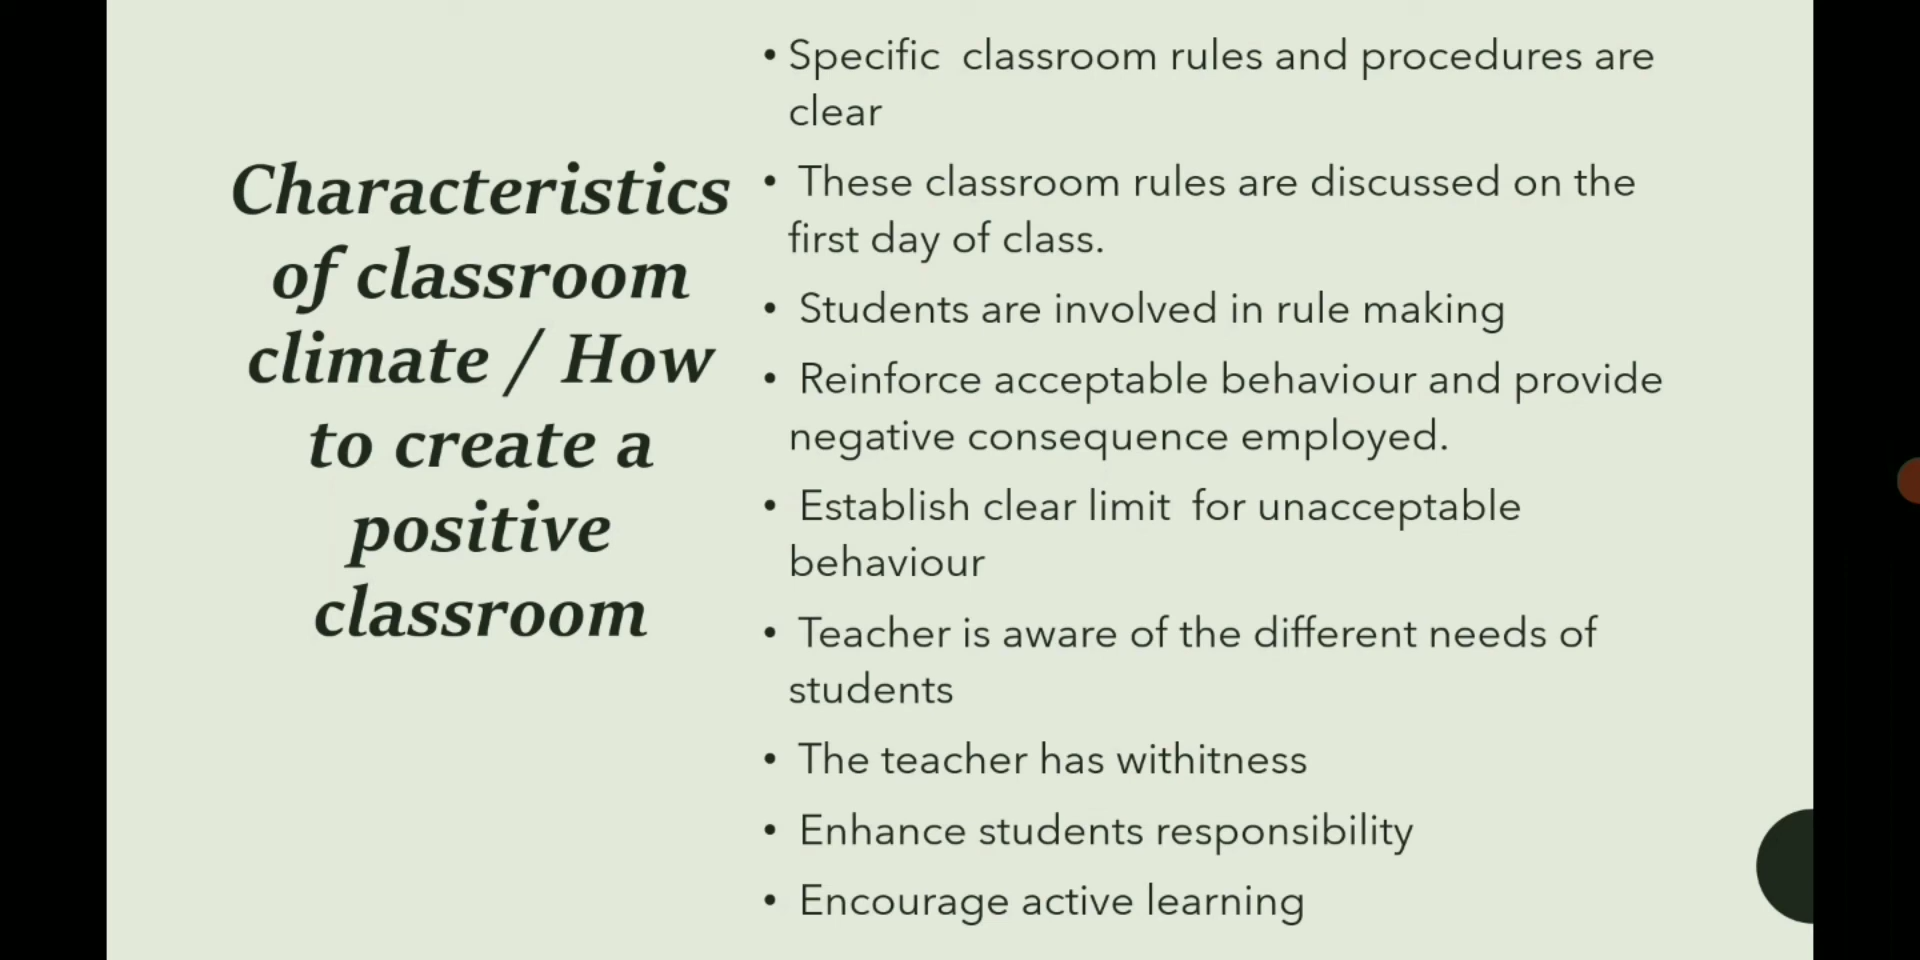 Characteristics
of classroom
climate / How
to create a
positive
classroom
• Specific  classroom rules and procedures are
clear
• These classroom rules are discussed on the
first day of class.
• Students are involved in rule making
• Reinforce acceptable behaviour and provide
negative consequence employed.
• Establish clear limit  for unacceptable
behaviour
• Teacher is aware of the different needs of
students
• The teacher has withitness
• Enhance students responsibility
• Encourage active learning